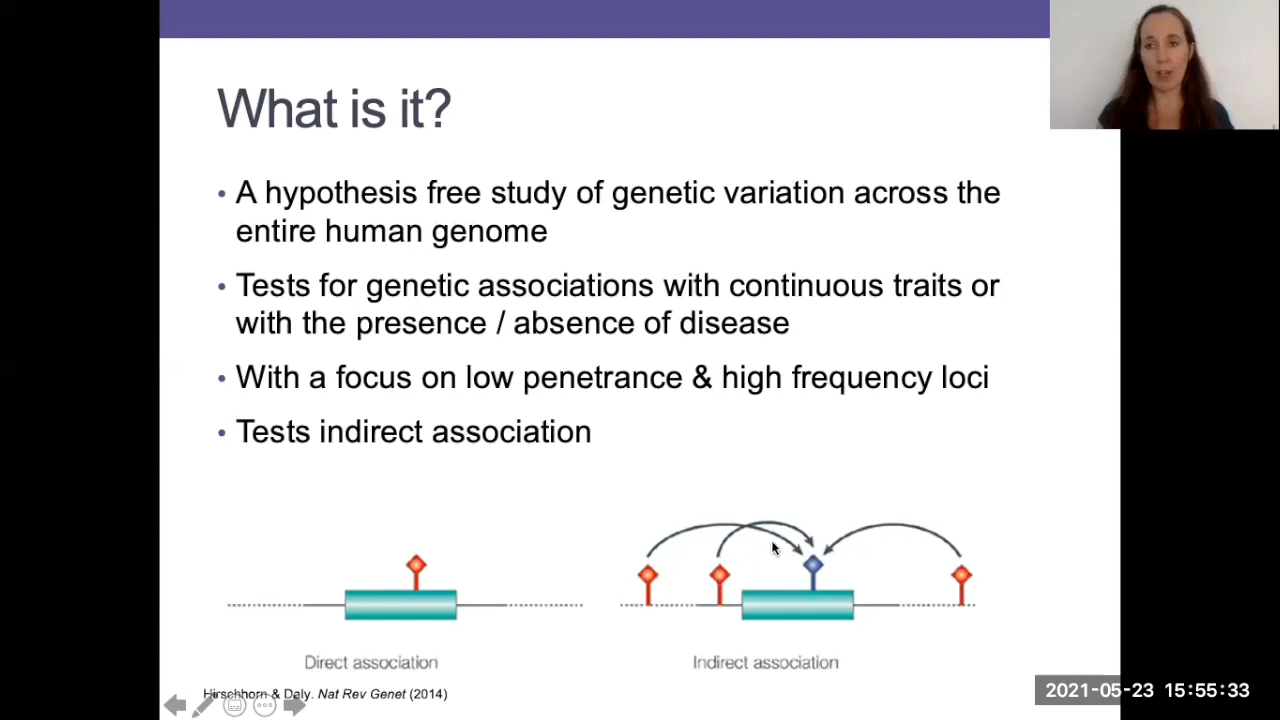 What is it?
• A hypothesis free study of genetic variation across the
entire human genome
• Tests for genetic associations with continuous traits or
with the presence / absence of disease
• With a focus on low penetrance & high frequency loci
• Tests indirect association
Direct association
Indirect association
Hirschhorn & Daly. Nat Rev Genet (2014)
2021-05-23 15:55:33